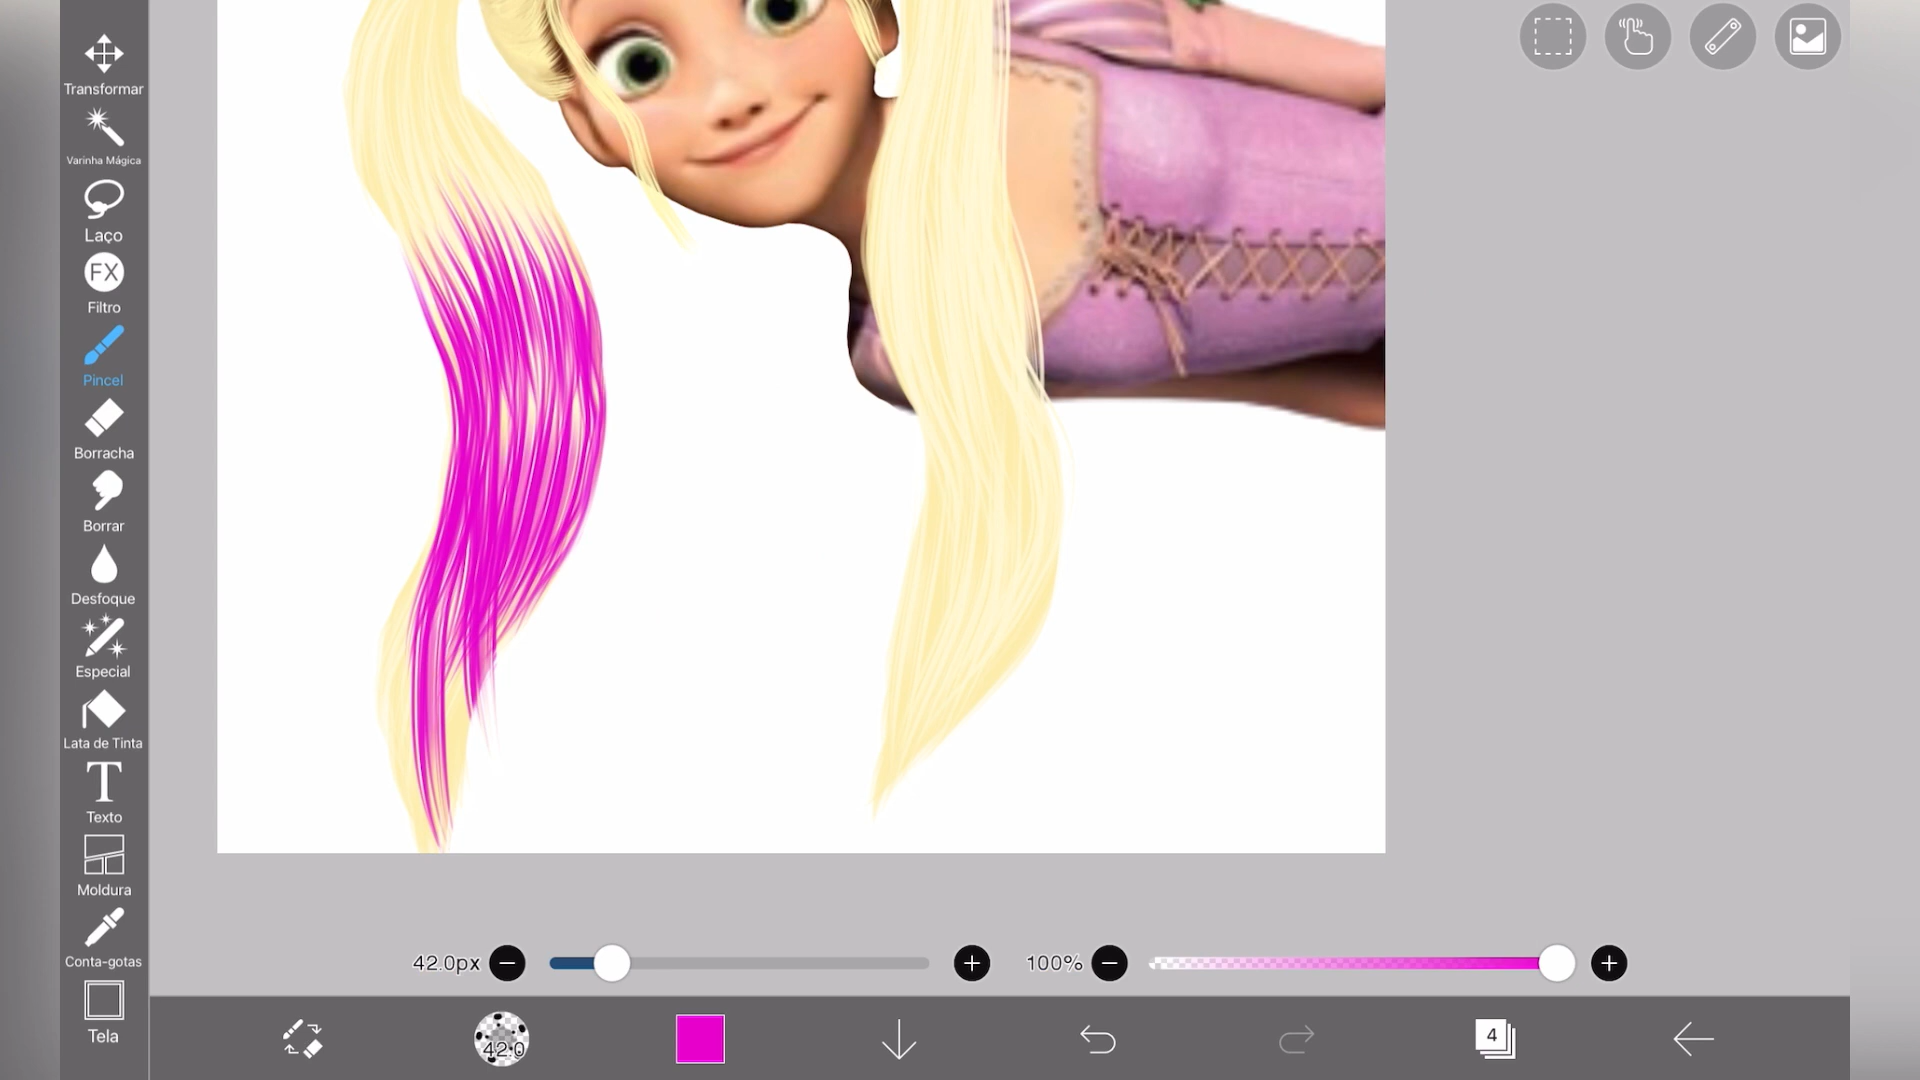 Transformar
Varinha Mágica
Laço
FX
Filtro
Pincel
Borracha
Borrar
Desfoque
Especial
Lata de Tinta
T
Texto
Moldura
Conta-gotas
Tela
42.0px
100%
42.0
4